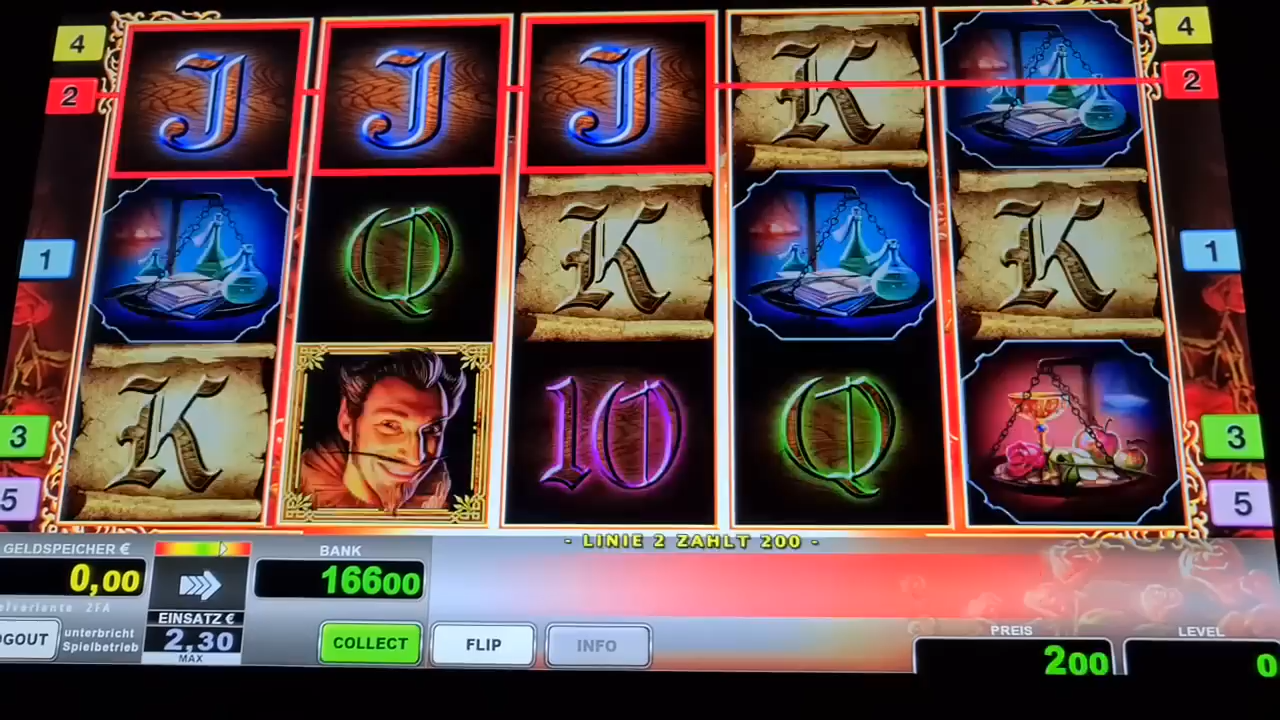 4 J J J K 4
2 2
1 Q K K 1
3 K 10 Q 3
5 5
- LINIE 2 ZAHLT 200 -
GELDSPEICHER € BANK
0,00 16600
2FA
EINSATZ €
OGOUT unterbricht 2,30 COLLECT FLIP INFO PREIS LEVEL
Spielbetrieb MAX 200 0